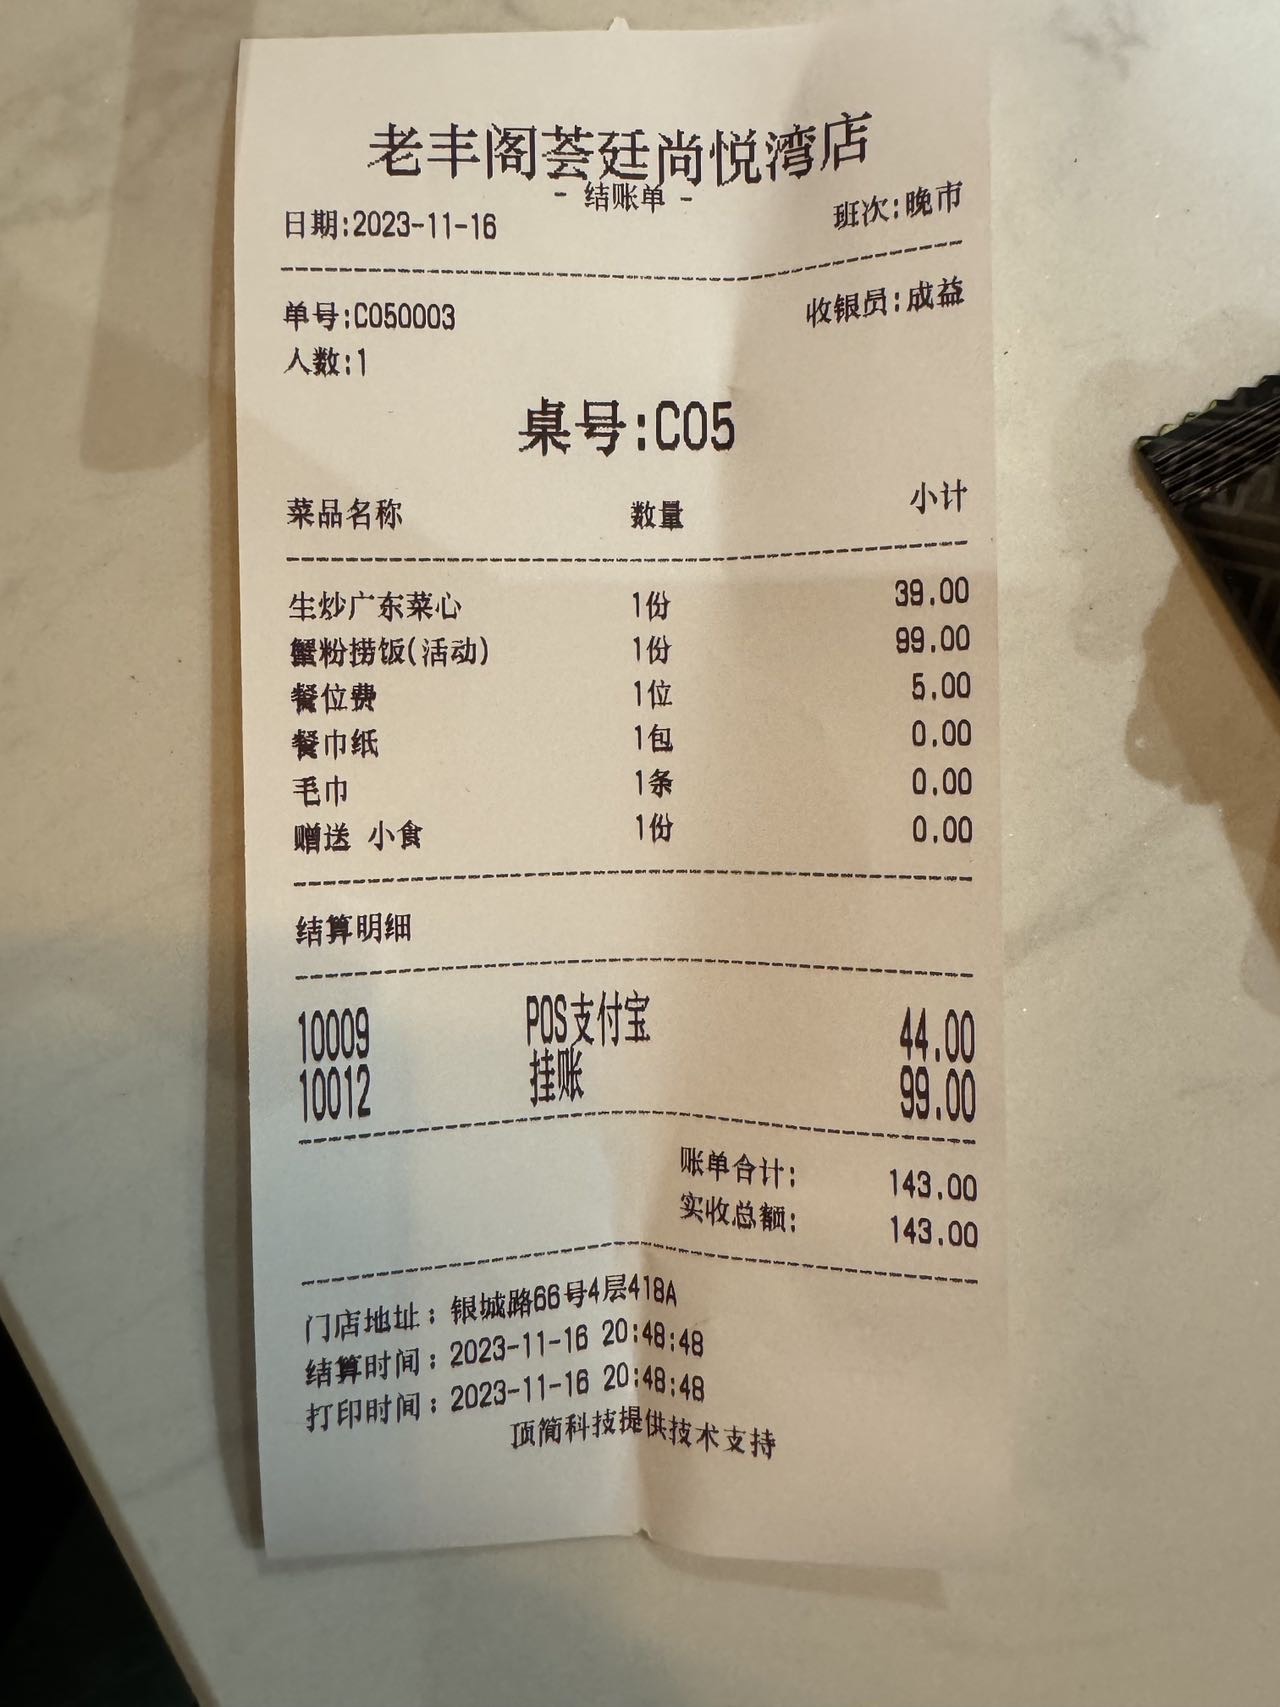 老丰阁荟廷尚悦湾店
- 结账单 -
日期:2023-11-16 班次:晚市
单号:C050003 收银员:成益
人数:1
桌号:C05
菜品名称 数量 小计
生炒广东菜心 1份 39.00
蟹粉捞饭(活动) 1份 99.00
餐位费 1位 5.00
餐巾纸 1包 0.00
毛巾 1条 0.00
赠送 小食 1份 0.00
结算明细
10009 POS支付宝 44.00
10012 挂账 99.00
账单合计: 143.00
实收总额: 143.00
门店地址：银城路66号4层418A
结算时间：2023-11-16 20:48:48
打印时间：2023-11-16 20:48:48
顶简科技提供技术支持